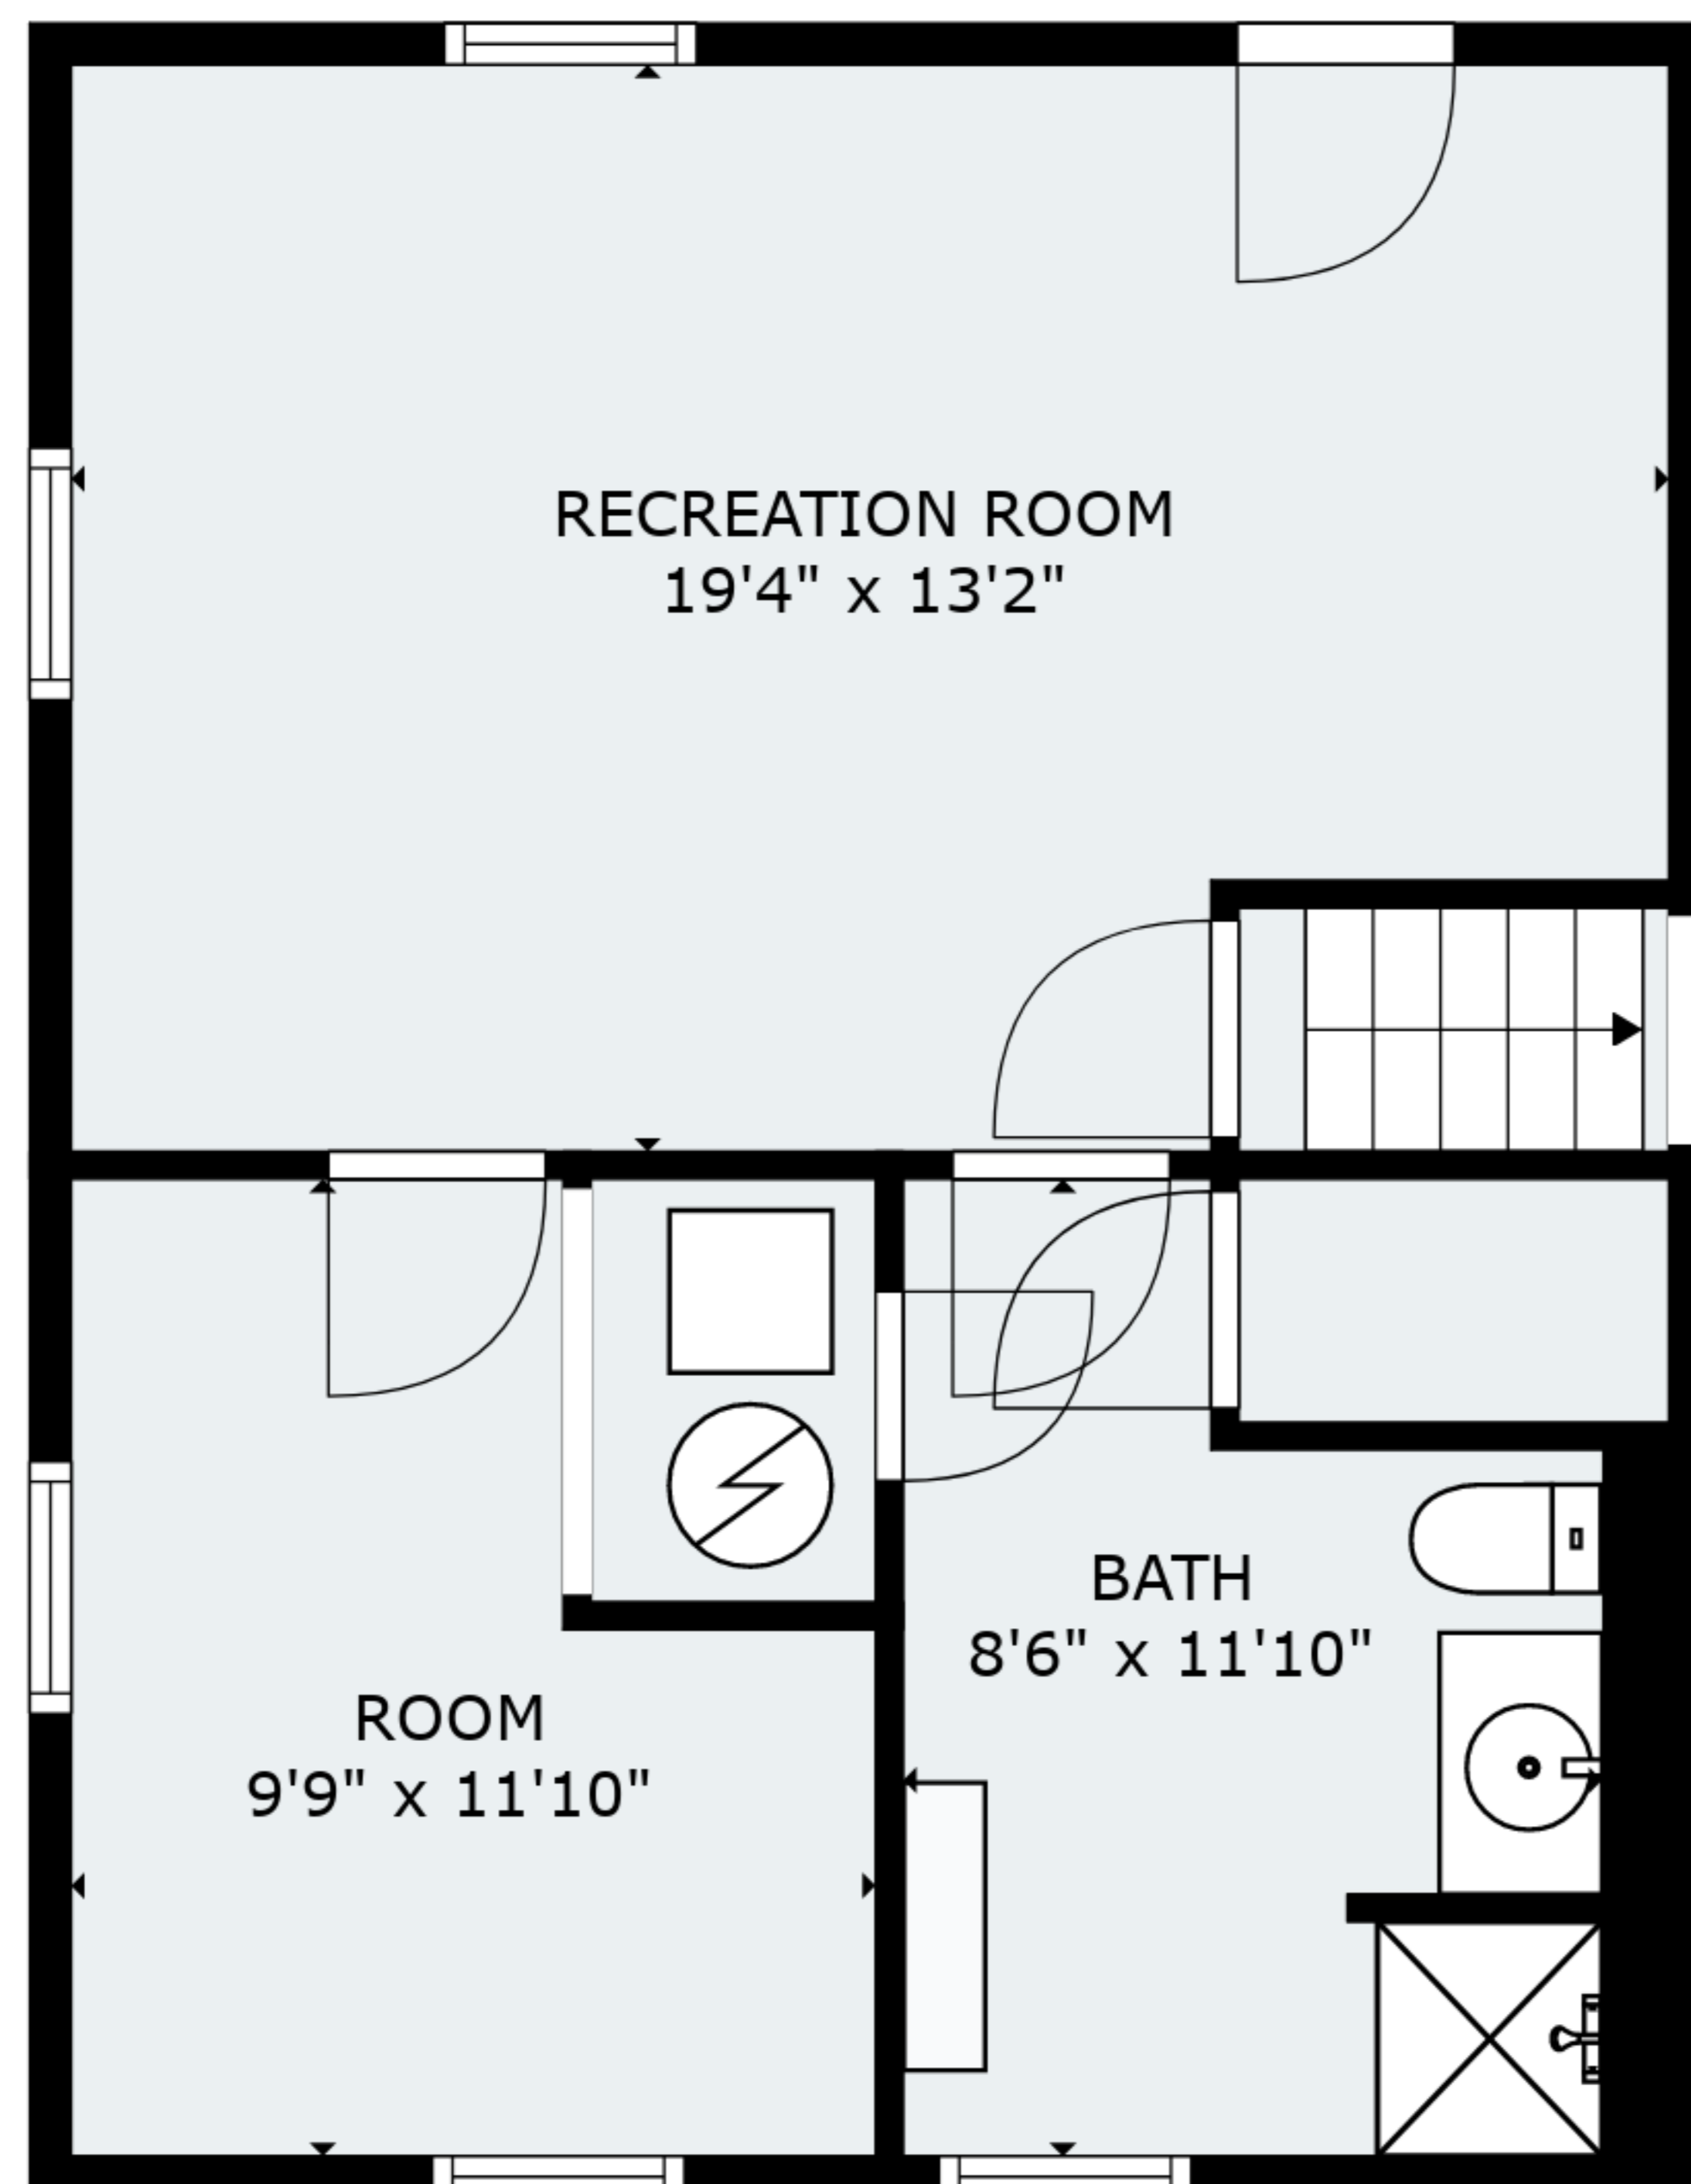 RECREATION ROOM
19'4" x 13'2"
BATH
8'6" x 11'10"
ROOM
9'9" x 11'10"